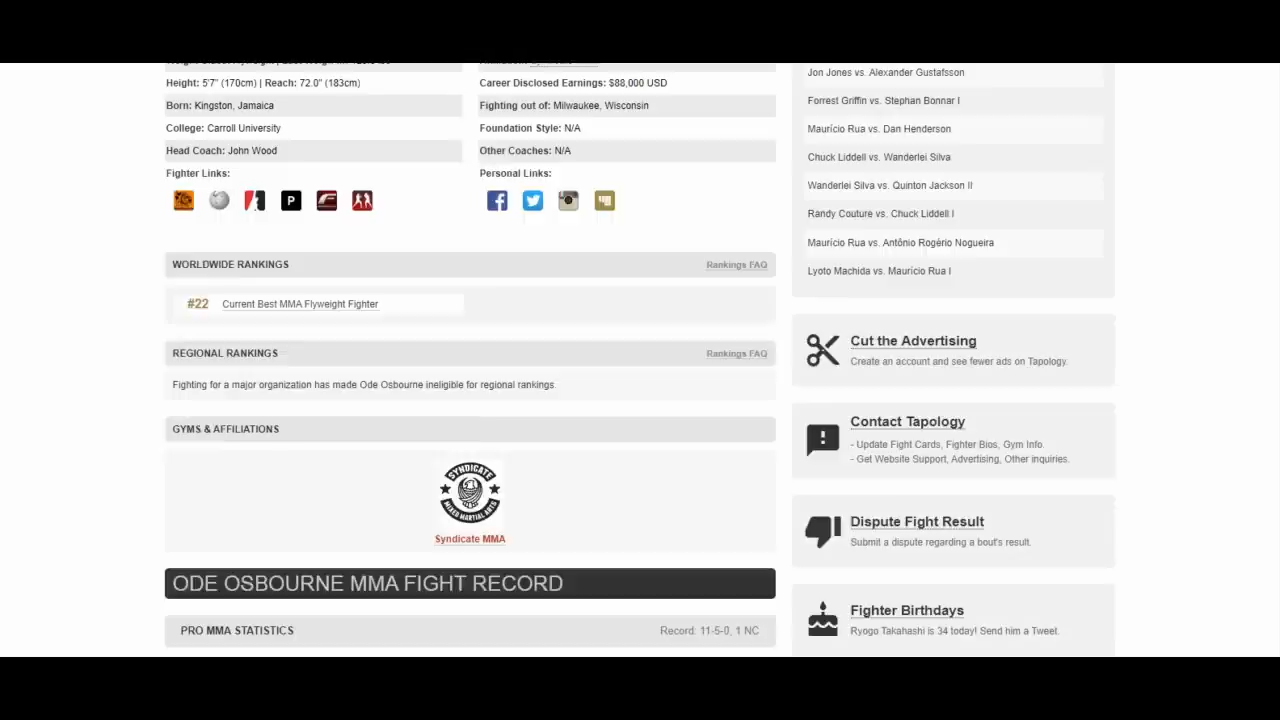 Height: 5'7" (170cm) | Reach: 72.0" (183cm)
Career Disclosed Earnings: $88,000 USD
Born: Kingston, Jamaica
Fighting out of: Milwaukee, Wisconsin
College: Carroll University
Foundation Style: N/A
Head Coach: John Wood
Other Coaches: N/A
Fighter Links:
Personal Links:
P
WORLDWIDE RANKINGS
Rankings FAQ
#22 Current Best MMA Flyweight Fighter
REGIONAL RANKINGS
Rankings FAQ
Fighting for a major organization has made Ode Osbourne ineligible for regional rankings.
GYMS & AFFILIATIONS
SYNDICATE
MIXED MARTIAL ARTS
Syndicate MMA
ODE OSBOURNE MMA FIGHT RECORD
PRO MMA STATISTICS
Record: 11-5-0, 1 NC
Jon Jones vs. Alexander Gustafsson
Forrest Griffin vs. Stephan Bonnar I
Maurício Rua vs. Dan Henderson
Chuck Liddell vs. Wanderlei Silva
Wanderlei Silva vs. Quinton Jackson II
Randy Couture vs. Chuck Liddell I
Maurício Rua vs. Antônio Rogério Nogueira
Lyoto Machida vs. Maurício Rua I
Cut the Advertising
Create an account and see fewer ads on Tapology.
Contact Tapology
- Update Fight Cards, Fighter Bios, Gym Info.
- Get Website Support, Advertising, Other inquiries.
Dispute Fight Result
Submit a dispute regarding a bout's result.
Fighter Birthdays
Ryogo Takahashi is 34 today! Send him a Tweet.